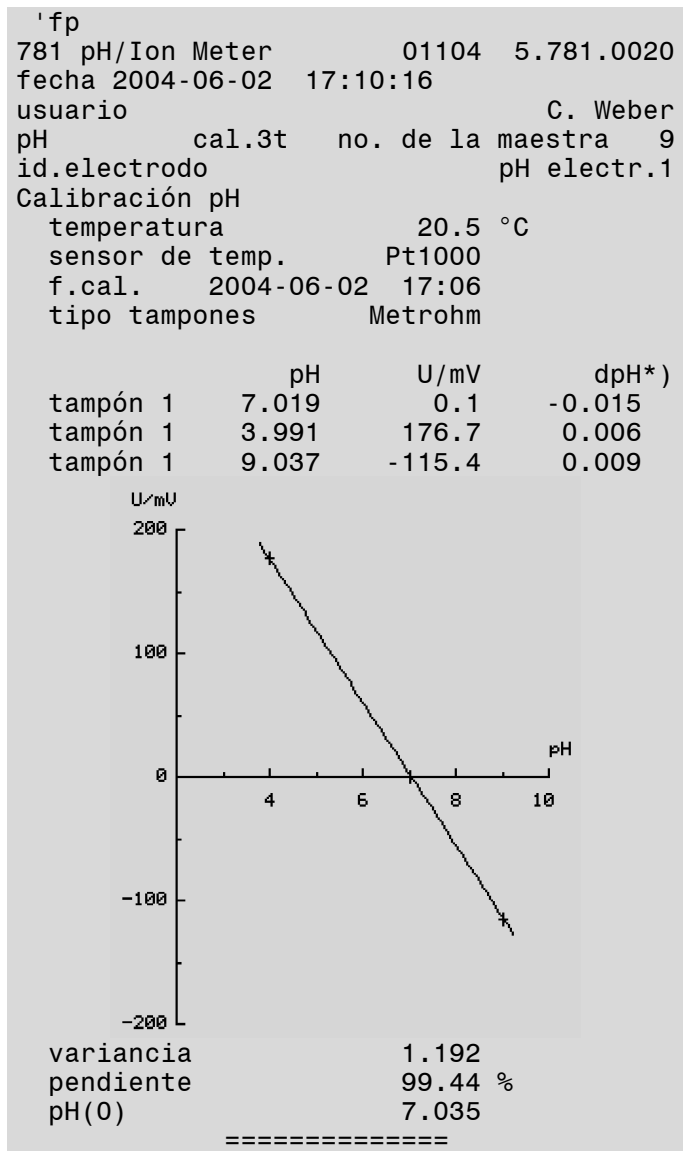 'fp
781 pH/Ion Meter 01104 5.781.0020
fecha 2004-06-02 17:10:16
usuario C. Weber
pH cal.3t no. de la maestra 9
id.electrodo pH electr.1
Calibración pH
temperatura 20.5 °C
sensor de temp. Pt1000
f.cal. 2004-06-02 17:06
tipo tampones Metrohm
pH U/mV dpH*)
tampón 1 7.019 0.1 -0.015
tampón 1 3.991 176.7 0.006
tampón 1 9.037 -115.4 0.009
U/mV
200
100
pH
0
4 6 8 10
-100
-200
variancia 1.192
pendiente 99.44 %
pH(0) 7.035
==============